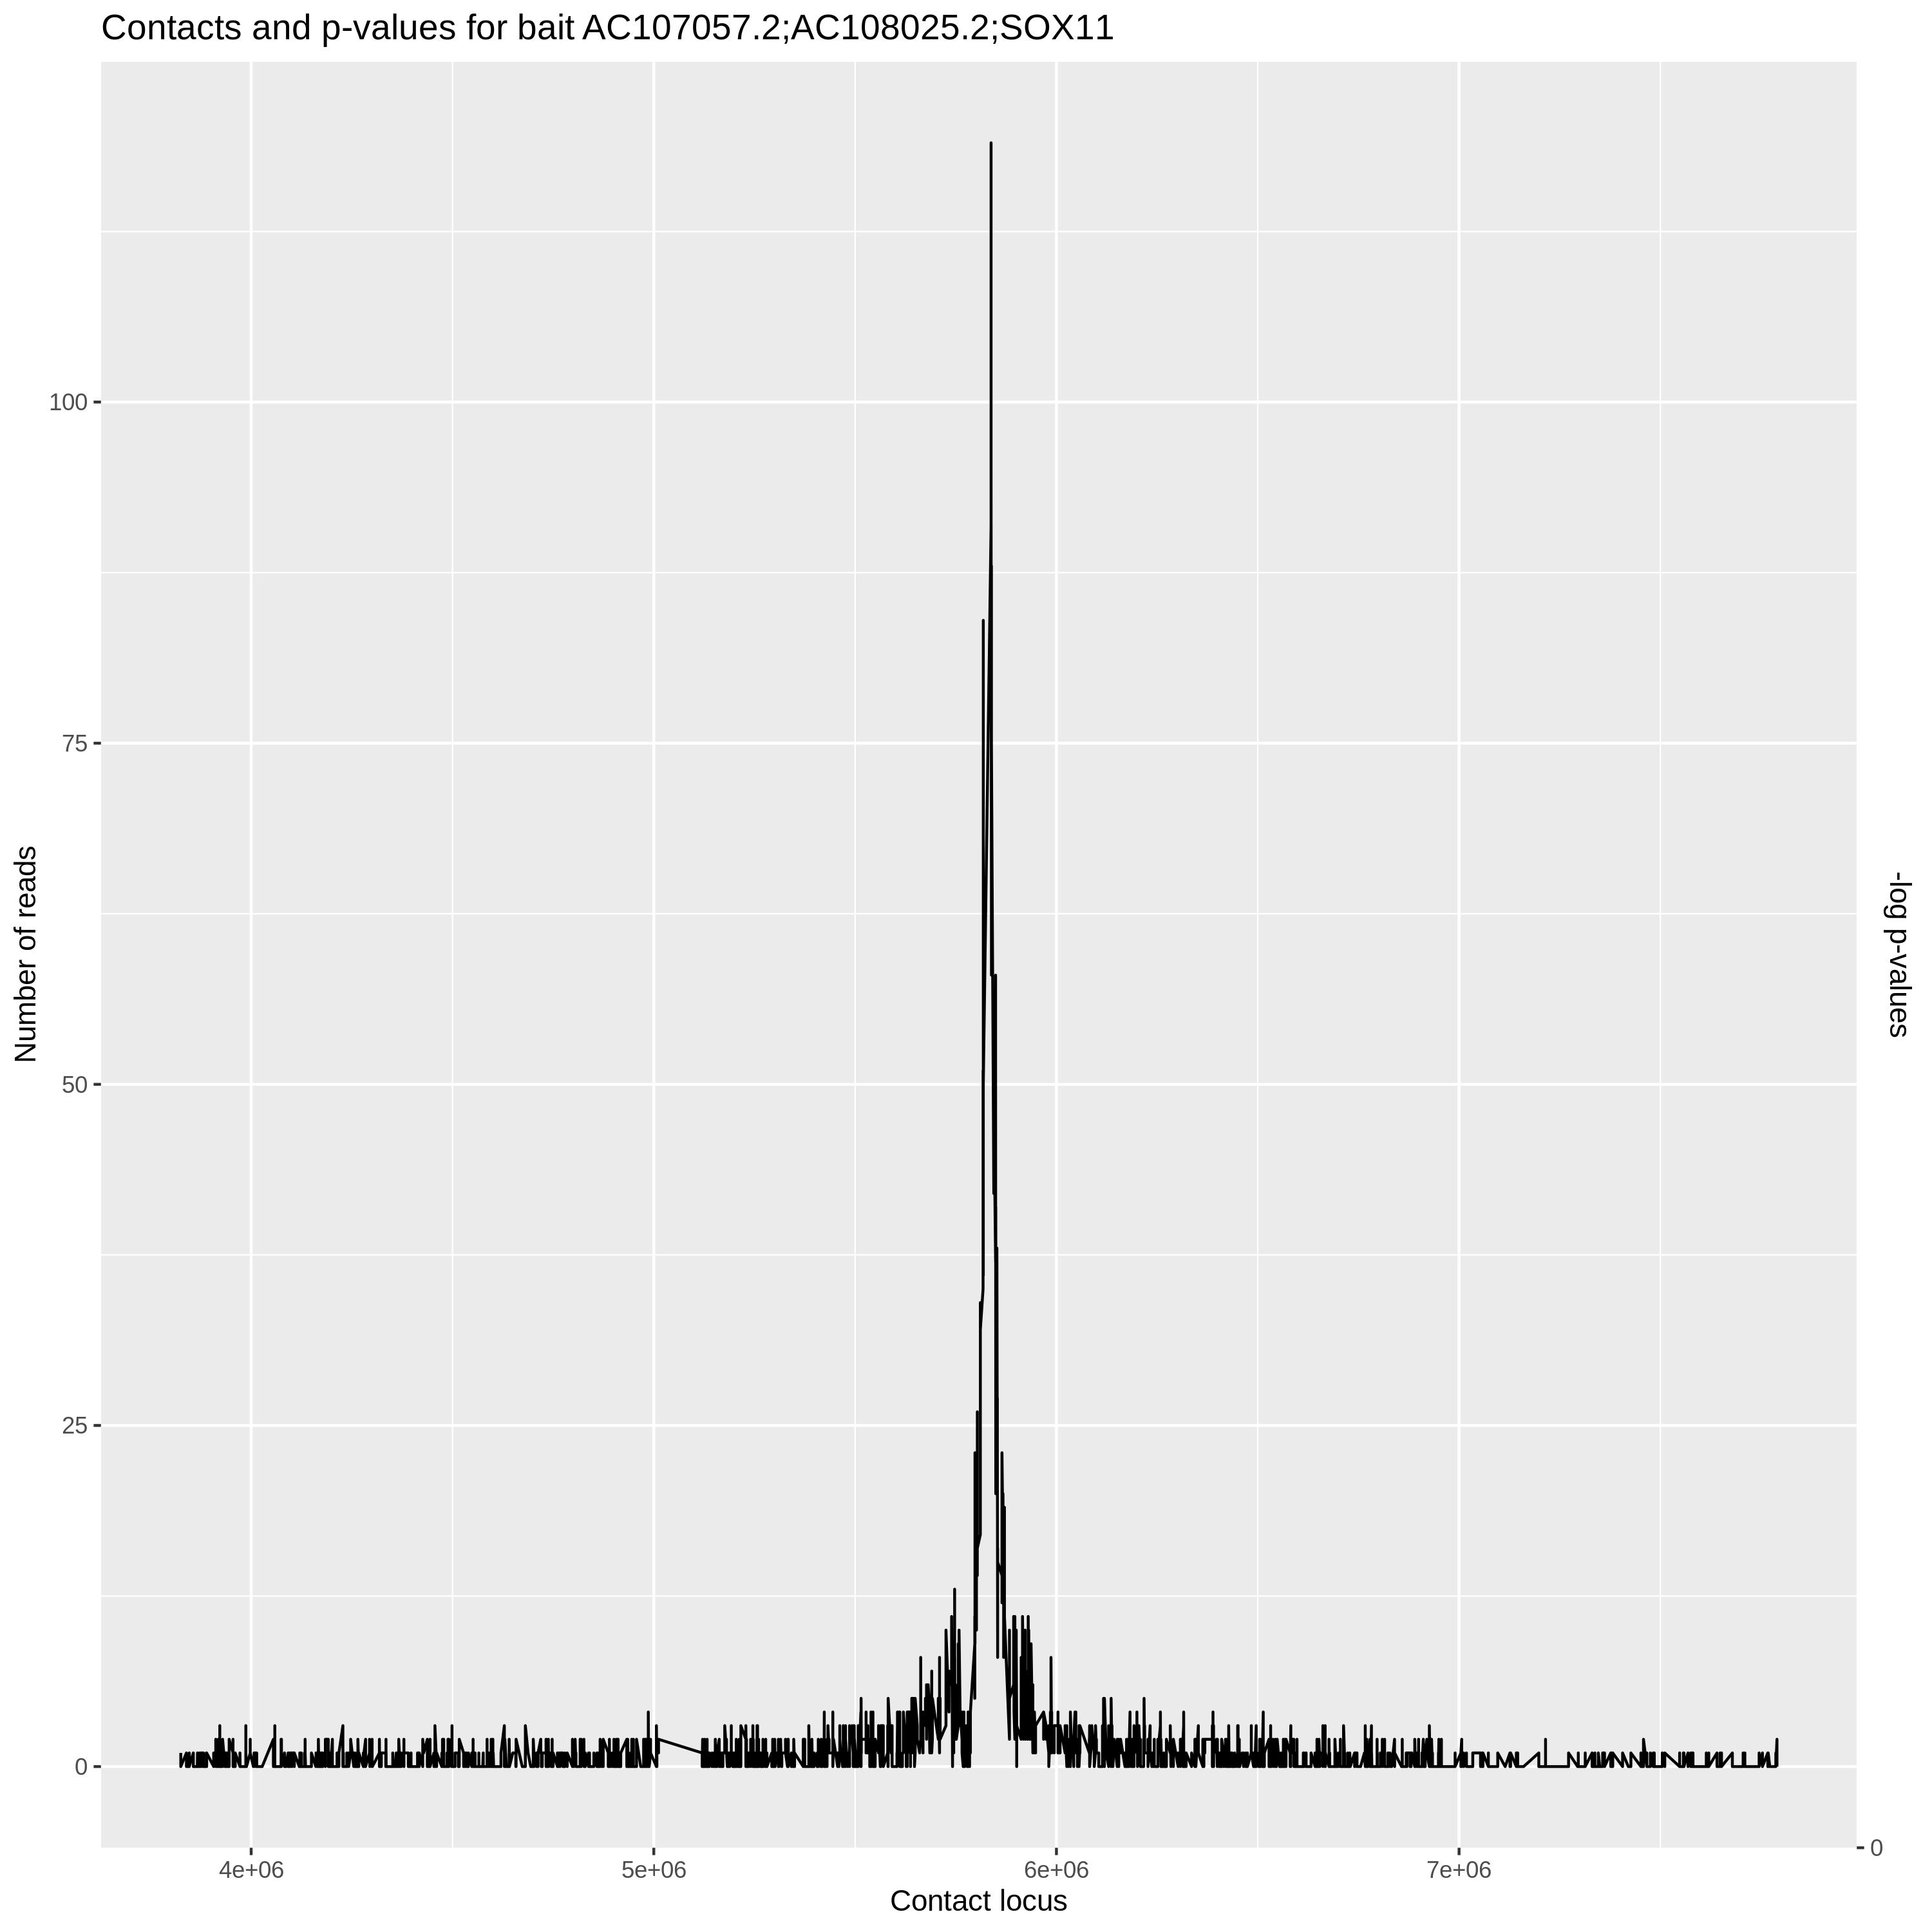 Contacts and p-values for bait AC107057.2;AC108025.2;SOX11
Number of reads
100
75
50
25
0
-log p-values
0
4e+06
5e+06
6e+06
7e+06
Contact locus